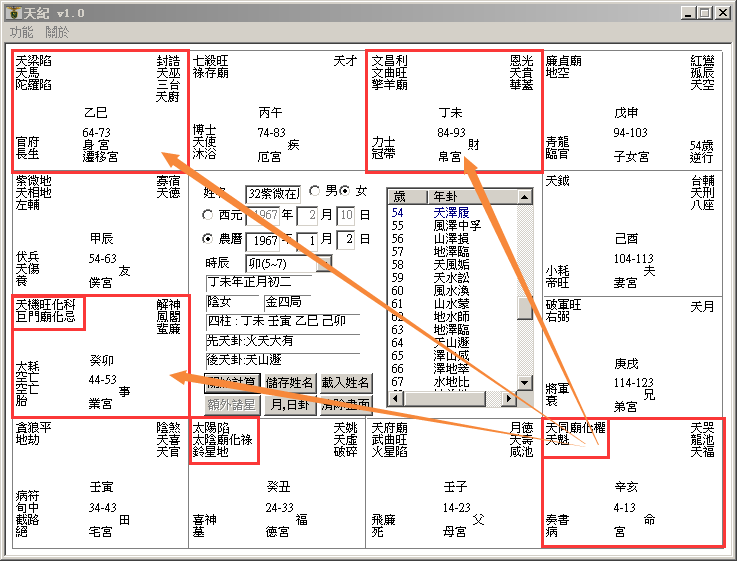 天紀 v1.0
功能 關於
天梁陷 封誥
天馬 天巫
陀羅陷 三台
天廚
乙巳
官府 64-73
長生 身宮
遷移宮
七殺旺 天才
祿存廟
丙午
博士 74-83
天使 疾
沐浴 厄宮
文昌利 恩光
文曲旺 天貴
擎羊廟 華蓋
丁未
力士 84-93 財
冠帶 帛宮
廉貞廟 紅鸞
地空 孤辰
天空
戊申
青龍 94-103 54歲
臨官 子女宮 逆行
紫微地 寡宿
天相地 天德
左輔
甲辰
伏兵 54-63
天傷 友
養 僕宮
姓名 32紫微在 男 女
西元 1967 年 2 月 10 日
農曆 1967 年 1 月 2 日
時辰 卯(5~7)
丁未年正月初二
陰女 金四局
四柱 : 丁未 壬寅 乙巳 己卯
先天卦:火天大有
後天卦:天山遯
開始計算 儲存姓名 載入姓名
額外諸星 月,日卦 清除畫面
歲 年卦
54 天澤履
55 風澤中孚
56 山澤損
57 地澤臨
58 天風姤
59 天水訟
60 風水渙
61 山水蒙
62 地水師
63 地澤臨
64 天山遯
65 澤山咸
66 澤地萃
67 水地比
天鉞 台輔
天刑
八座
己酉
小耗 104-113 夫
帝旺 妻宮
天機旺化科 解神
巨門廟化忌 鳳閣
蜚廉
癸卯
大耗
天亡 44-53 事
胎 業宮
破軍旺 天月
右弼
庚戌
將軍 114-123 兄
衰 弟宮
貪狼平 陰煞
地劫 天喜
天官
壬寅
病符
旬中 34-43 田
截路
絕 宅宮
太陽陷 天姚
太陰廟化祿 天虛
鈴星地 破碎
癸丑
喜神 24-33 福
墓 德宮
天府廟 月德
武曲旺 天壽
火星陷 咸池
壬子
飛廉 14-23 父
死 母宮
天同廟化權 天哭
天魁 龍池
天福
辛亥
奏書 4-13 命
病 宮